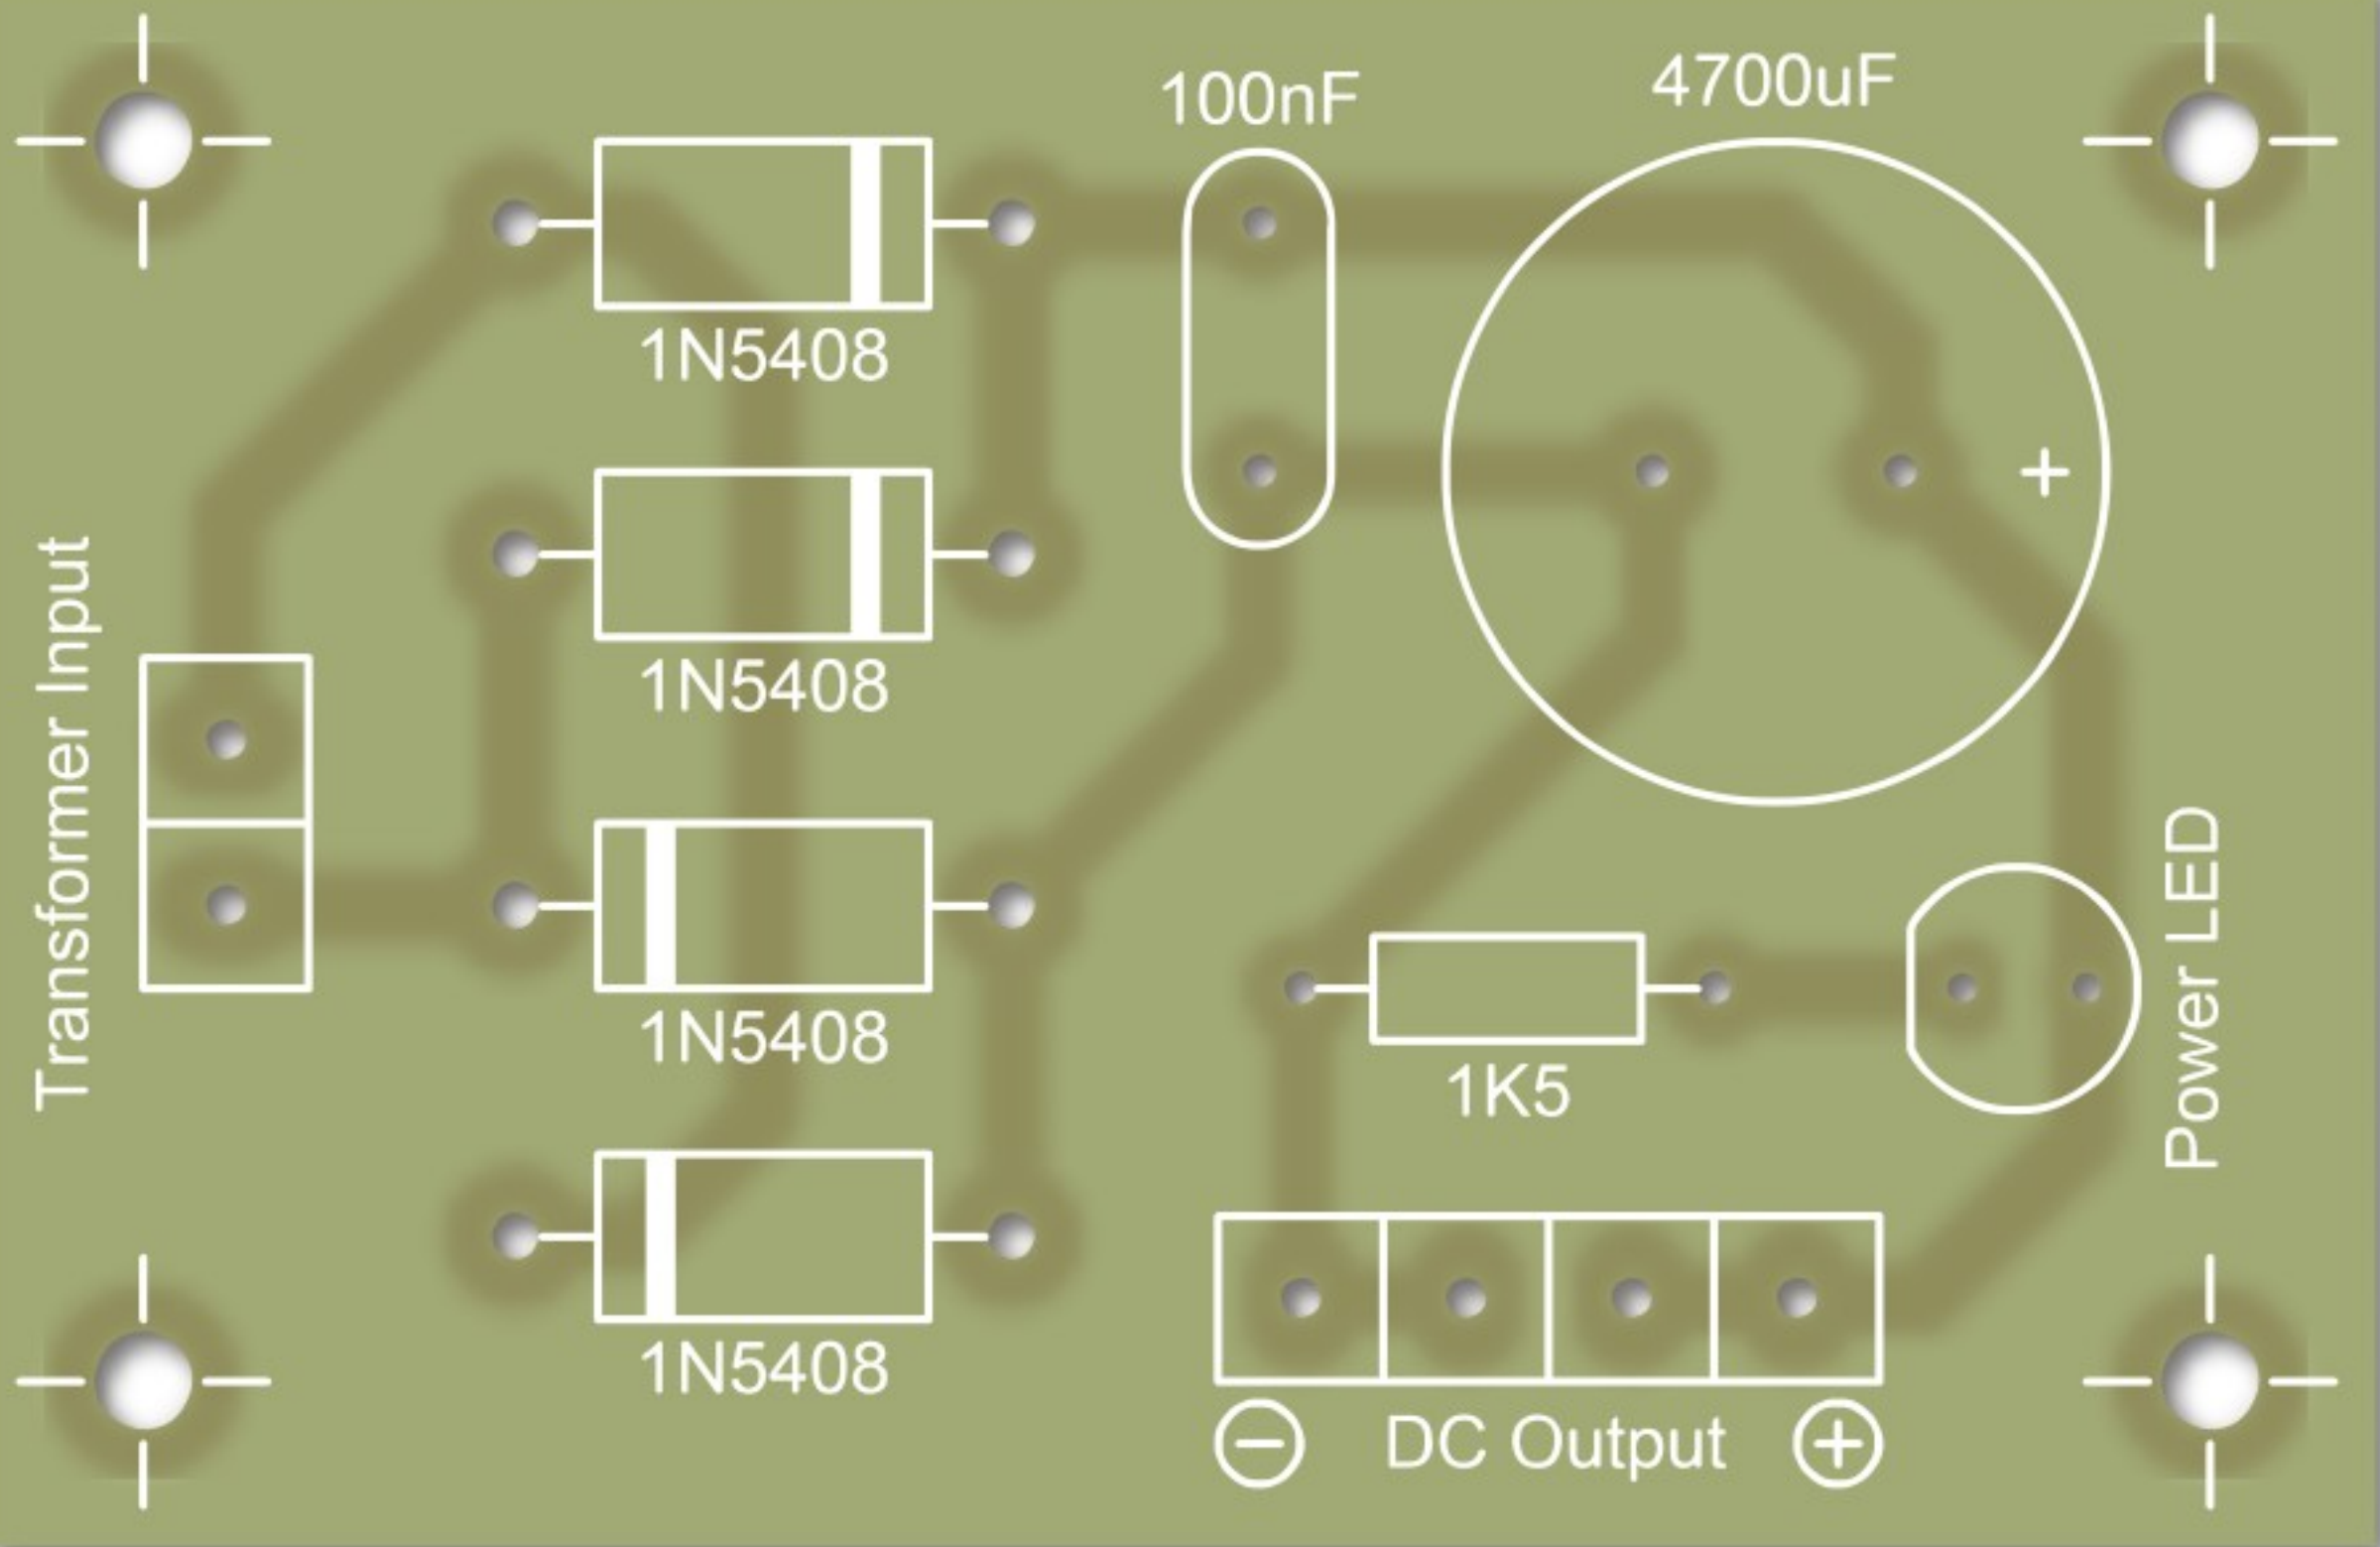 100nF
4700uF
1N5408
+
1N5408
Transformer Input
1N5408
Power LED
1K5
1N5408
− DC Output +